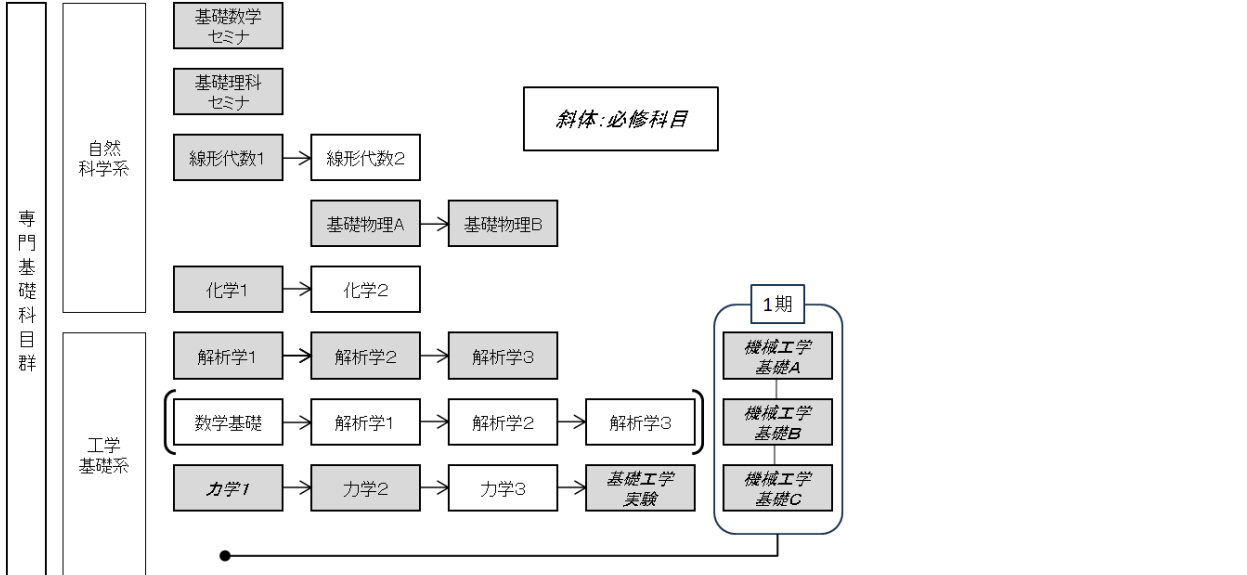 専門基礎科目群
自然
科学系
基礎数学
セミナ
基礎理科
セミナ
斜体:必修科目
線形代数1
線形代数2
基礎物理A
基礎物理B
化学1
化学2
1期
工学
基礎系
解析学1
解析学2
解析学3
機械工学
基礎A
数学基礎
解析学1
解析学2
解析学3
機械工学
基礎B
力学1
力学2
力学3
基礎工学
実験
機械工学
基礎C